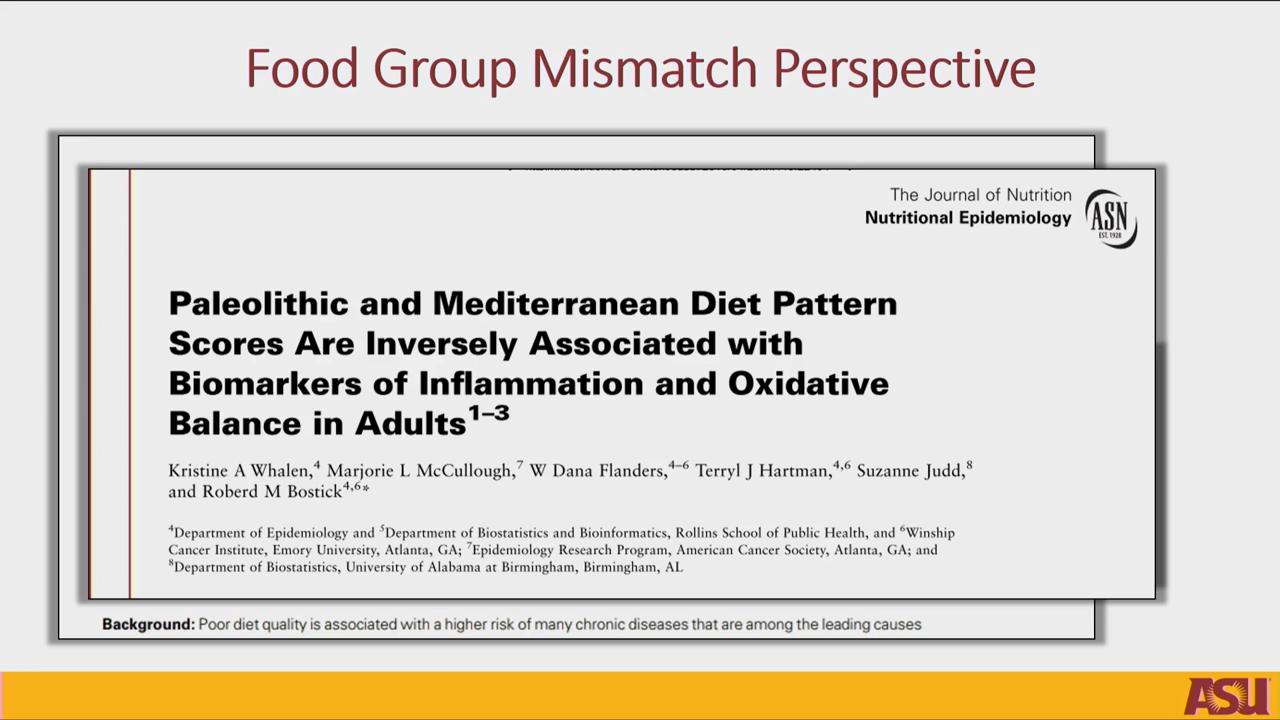 Food Group Mismatch Perspective
The Journal of Nutrition
Nutritional Epidemiology
ASN
EST. 1928
Paleolithic and Mediterranean Diet Pattern
Scores Are Inversely Associated with
Biomarkers of Inflammation and Oxidative
Balance in Adults¹⁻³
Kristine A Whalen,⁴ Marjorie L McCullough,⁷ W Dana Flanders,⁴⁻⁶ Terryl J Hartman,⁴,⁶ Suzanne Judd,⁸
and Roberd M Bostick⁴,⁶*
⁴Department of Epidemiology and ⁵Department of Biostatistics and Bioinformatics, Rollins School of Public Health, and ⁶Winship
Cancer Institute, Emory University, Atlanta, GA; ⁷Epidemiology Research Program, American Cancer Society, Atlanta, GA; and
⁸Department of Biostatistics, University of Alabama at Birmingham, Birmingham, AL
Background: Poor diet quality is associated with a higher risk of many chronic diseases that are among the leading causes
ASU